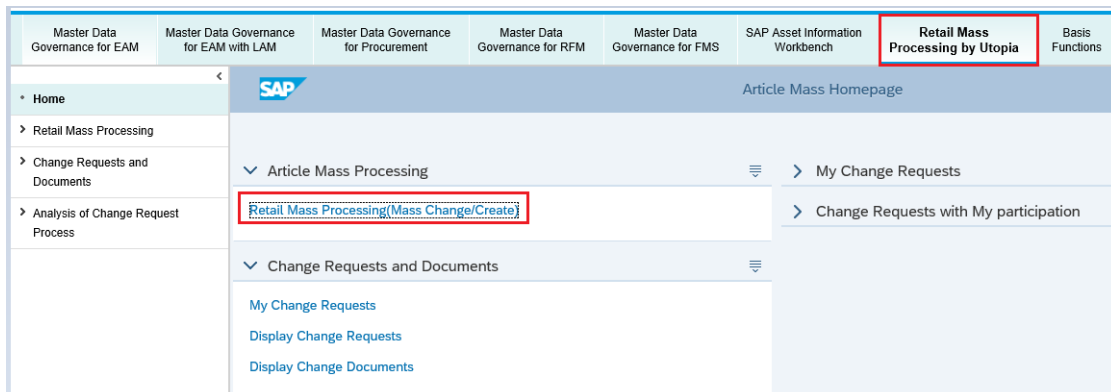 Master Data
Governance for EAM
Master Data Governance
for EAM with LAM
Master Data Governance
for Procurement
Master Data
Governance for RFM
Master Data
Governance for FMS
SAP Asset Information
Workbench
Retail Mass
Processing by Utopia
Basis
Functions
Home
Retail Mass Processing
Change Requests and
Documents
Analysis of Change Request
Process
SAP
Article Mass Homepage
Article Mass Processing
Retail Mass Processing(Mass Change/Create)
Change Requests and Documents
My Change Requests
Display Change Requests
Display Change Documents
My Change Requests
Change Requests with My participation